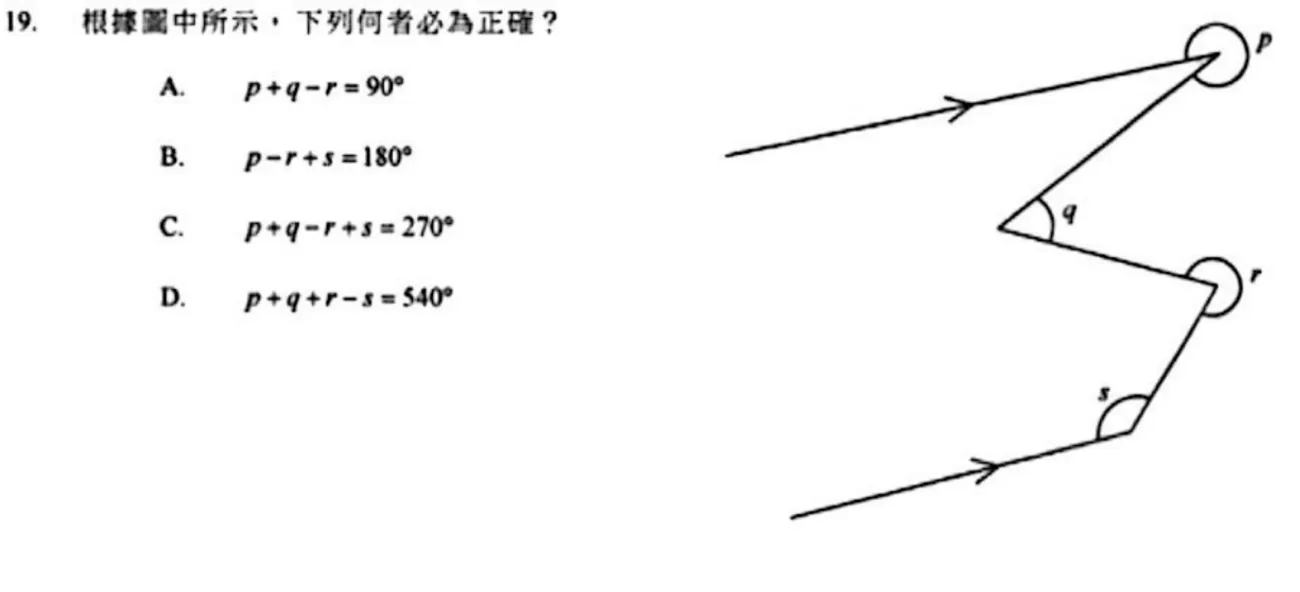 19. 根據圖中所示，下列何者必為正確？
A. p + q − r = 90°
B. p − r + s = 180°
C. p + q − r + s = 270°
D. p + q + r − s = 540°
p
q
r
s